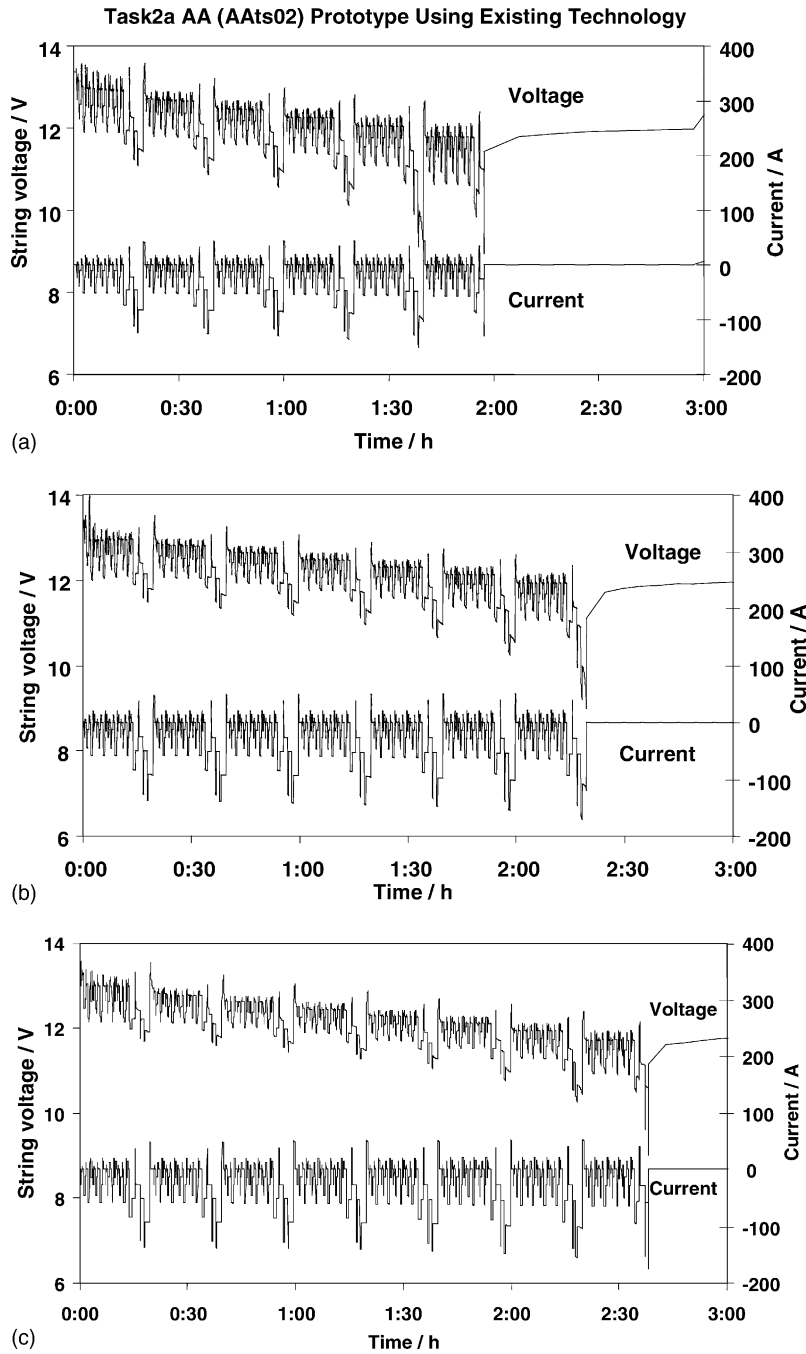 Task2a AA (AAts02) Prototype Using Existing Technology
14
12
10
8
6
String voltage / V
400
300
200
100
0
-100
-200
Current / A
Voltage
Current
0:00 0:30 1:00 1:30 2:00 2:30 3:00
Time / h
(a)
14
12
10
8
6
String voltage / V
400
300
200
100
0
-100
-200
Current / A
Voltage
Current
0:00 0:30 1:00 1:30 2:00 2:30 3:00
Time / h
(b)
14
12
10
8
6
String voltage / V
400
300
200
100
0
-100
-200
Current / A
Voltage
Current
0:00 0:30 1:00 1:30 2:00 2:30 3:00
Time / h
(c)